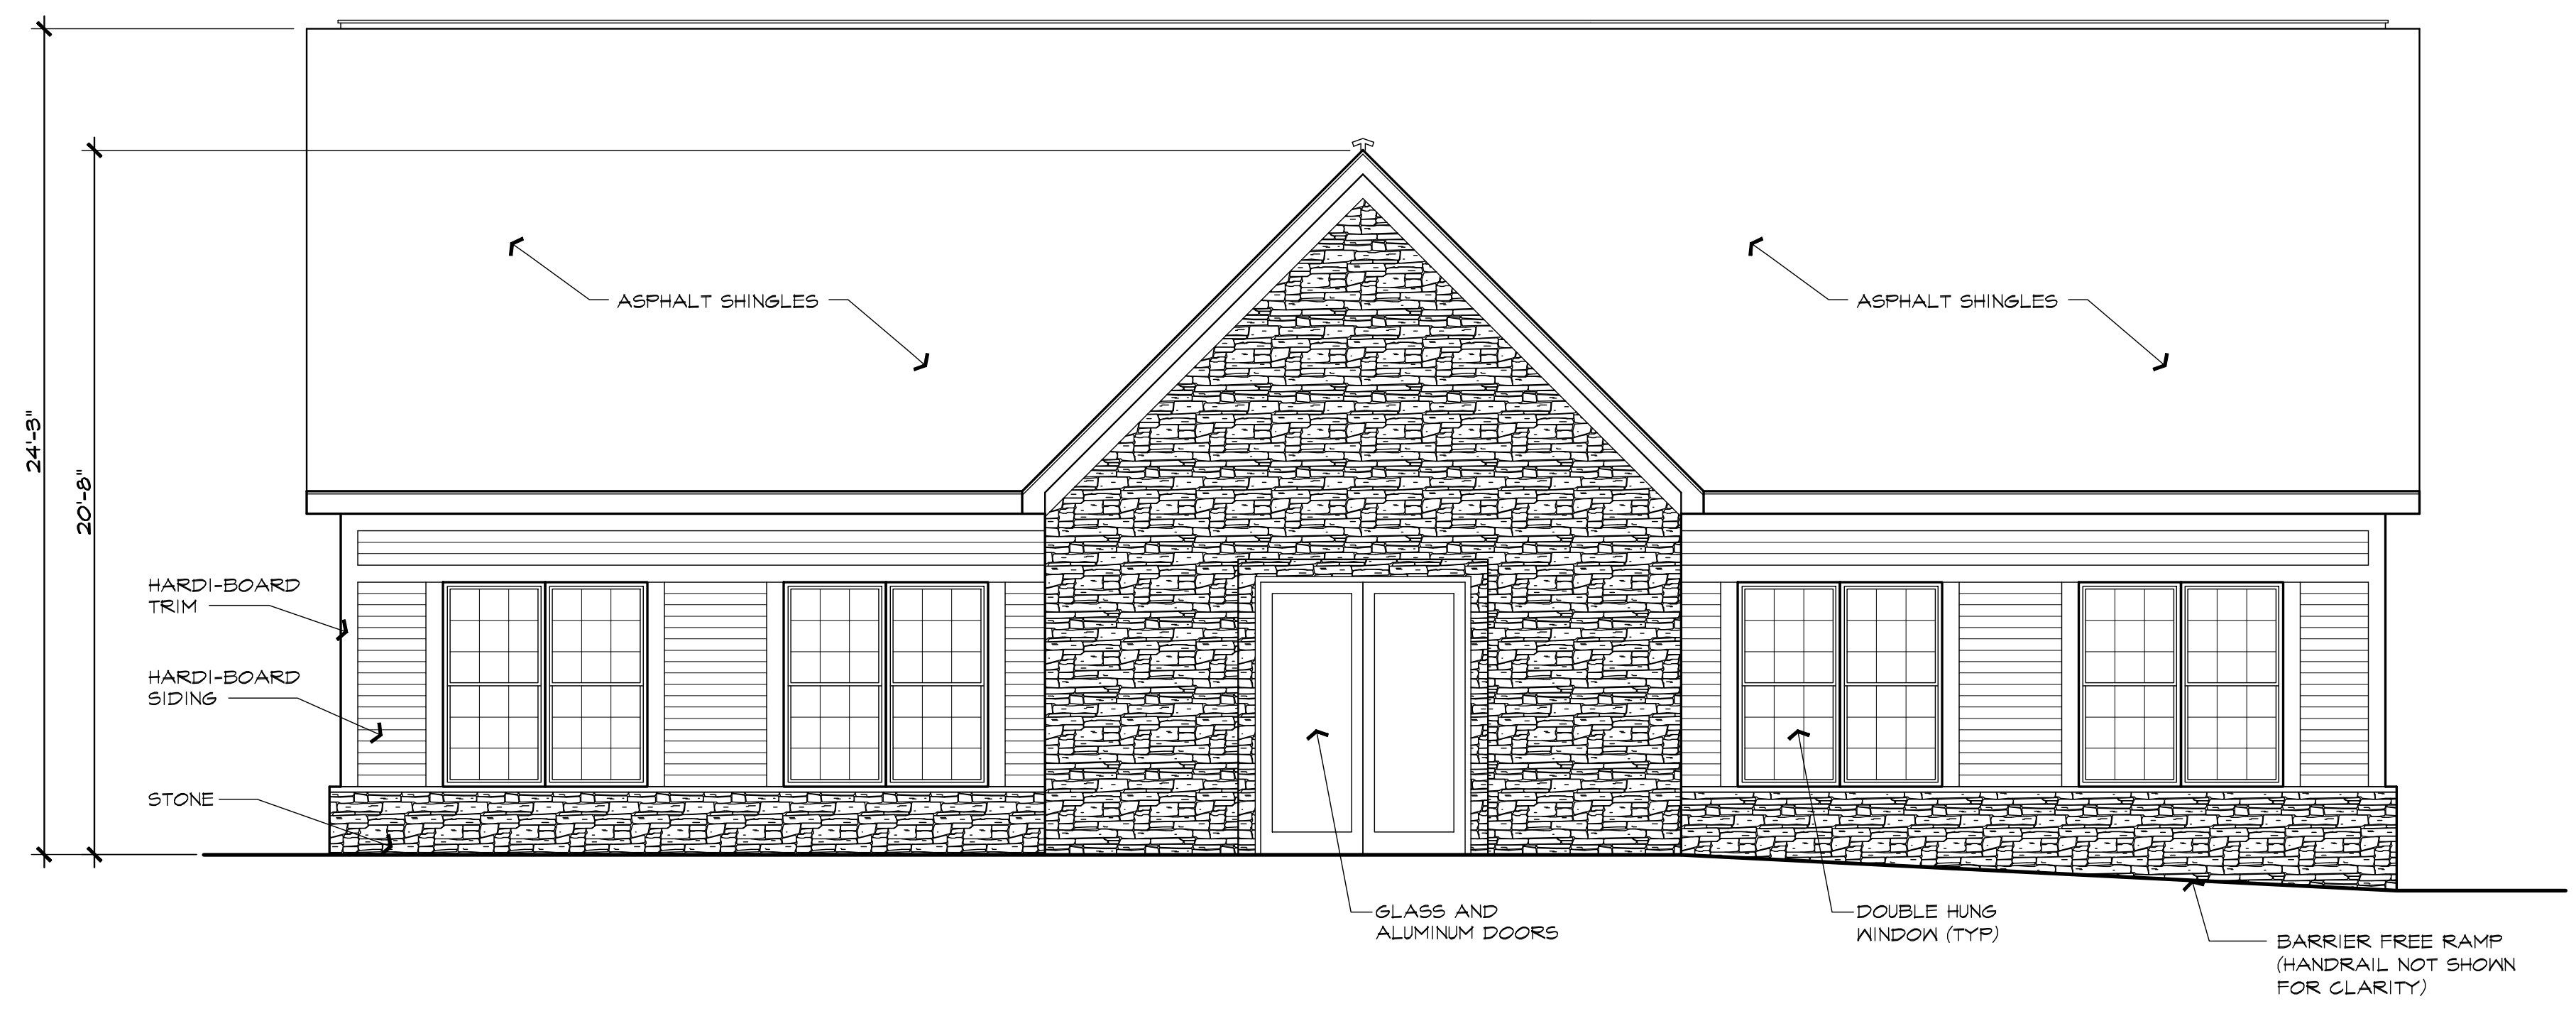 ASPHALT SHINGLES
ASPHALT SHINGLES
24'-3"
20'-8"
HARDI-BOARD
TRIM
HARDI-BOARD
SIDING
STONE
GLASS AND
ALUMINUM DOORS
DOUBLE HUNG
WINDOW (TYP)
BARRIER FREE RAMP
(HANDRAIL NOT SHOWN
FOR CLARITY)